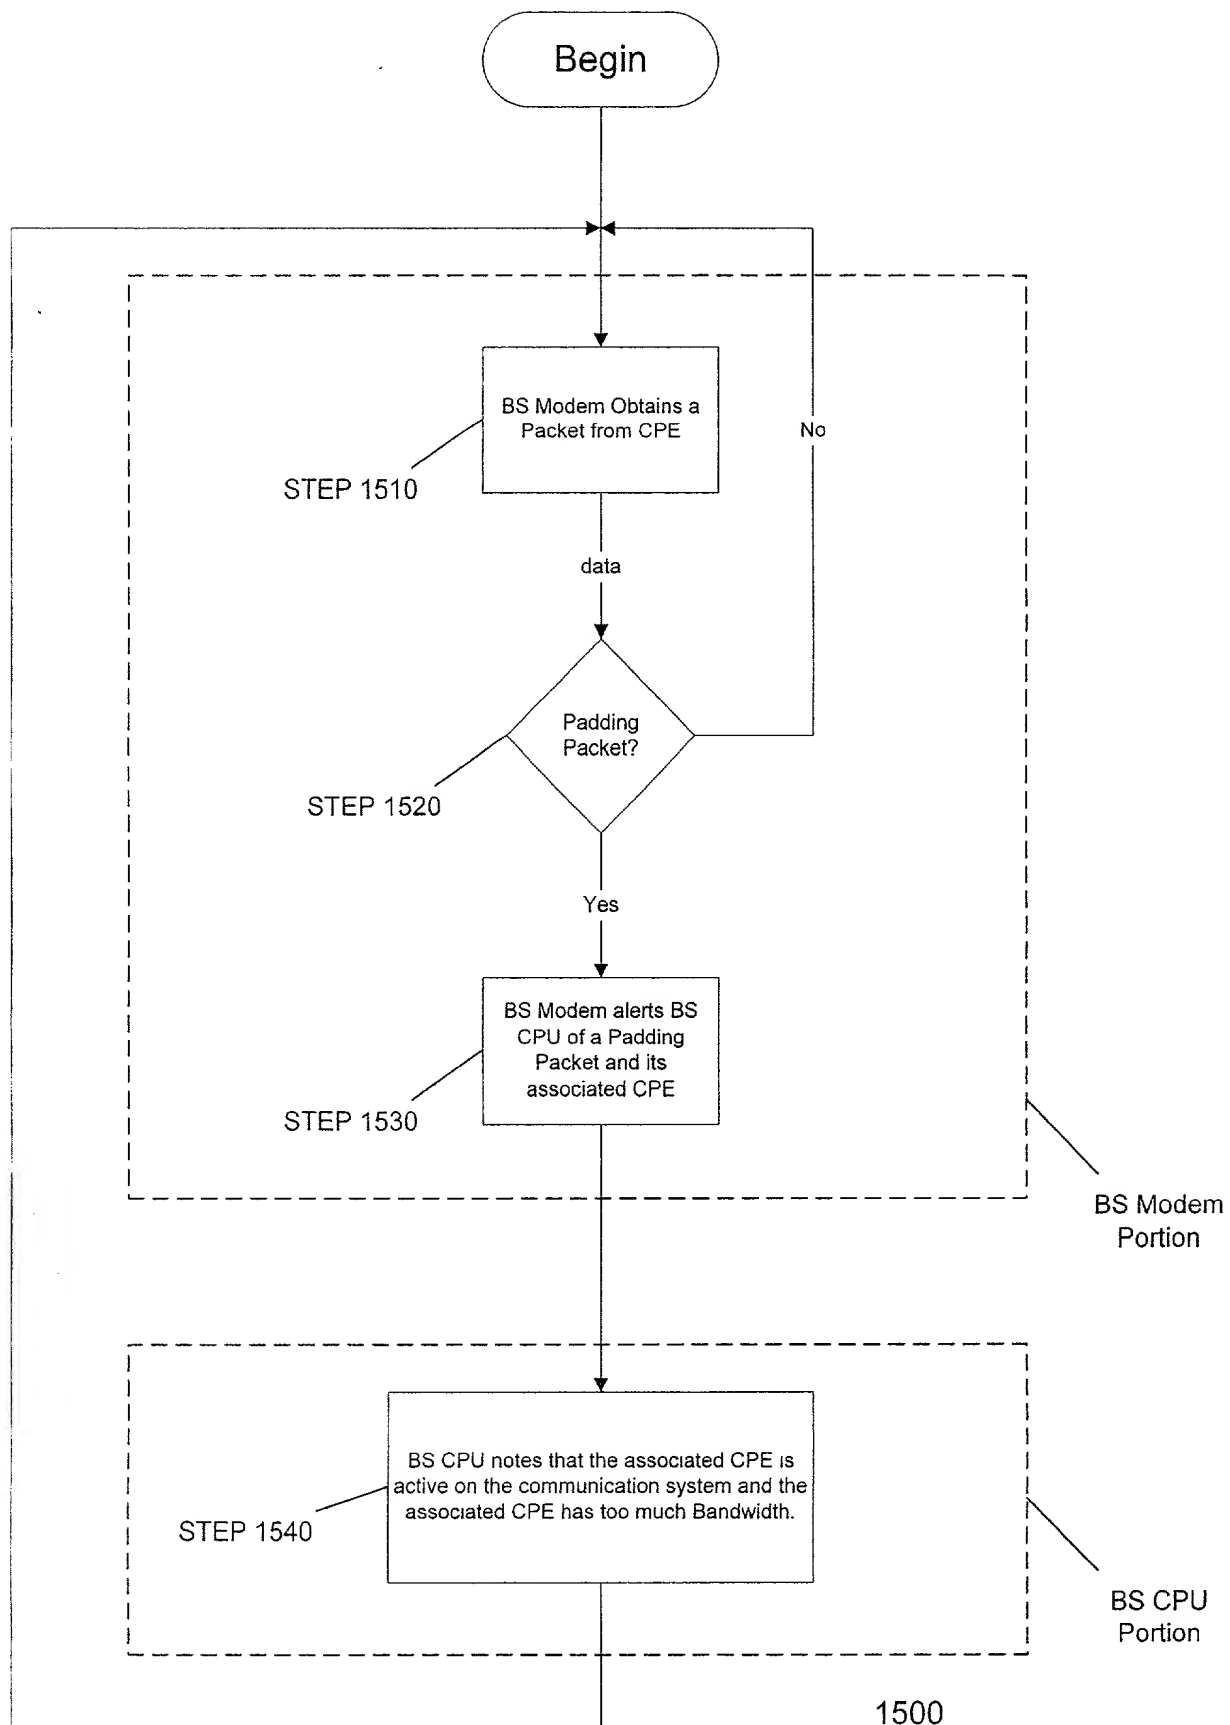 Begin
BS Modem Obtains a
Packet from CPE
No
STEP 1510
data
Padding
Packet?
STEP 1520
Yes
BS Modem alerts BS
CPU of a Padding
Packet and its
associated CPE
STEP 1530
BS Modem
Portion
BS CPU notes that the associated CPE is
active on the communication system and the
associated CPE has too much Bandwidth.
STEP 1540
BS CPU
Portion
1500